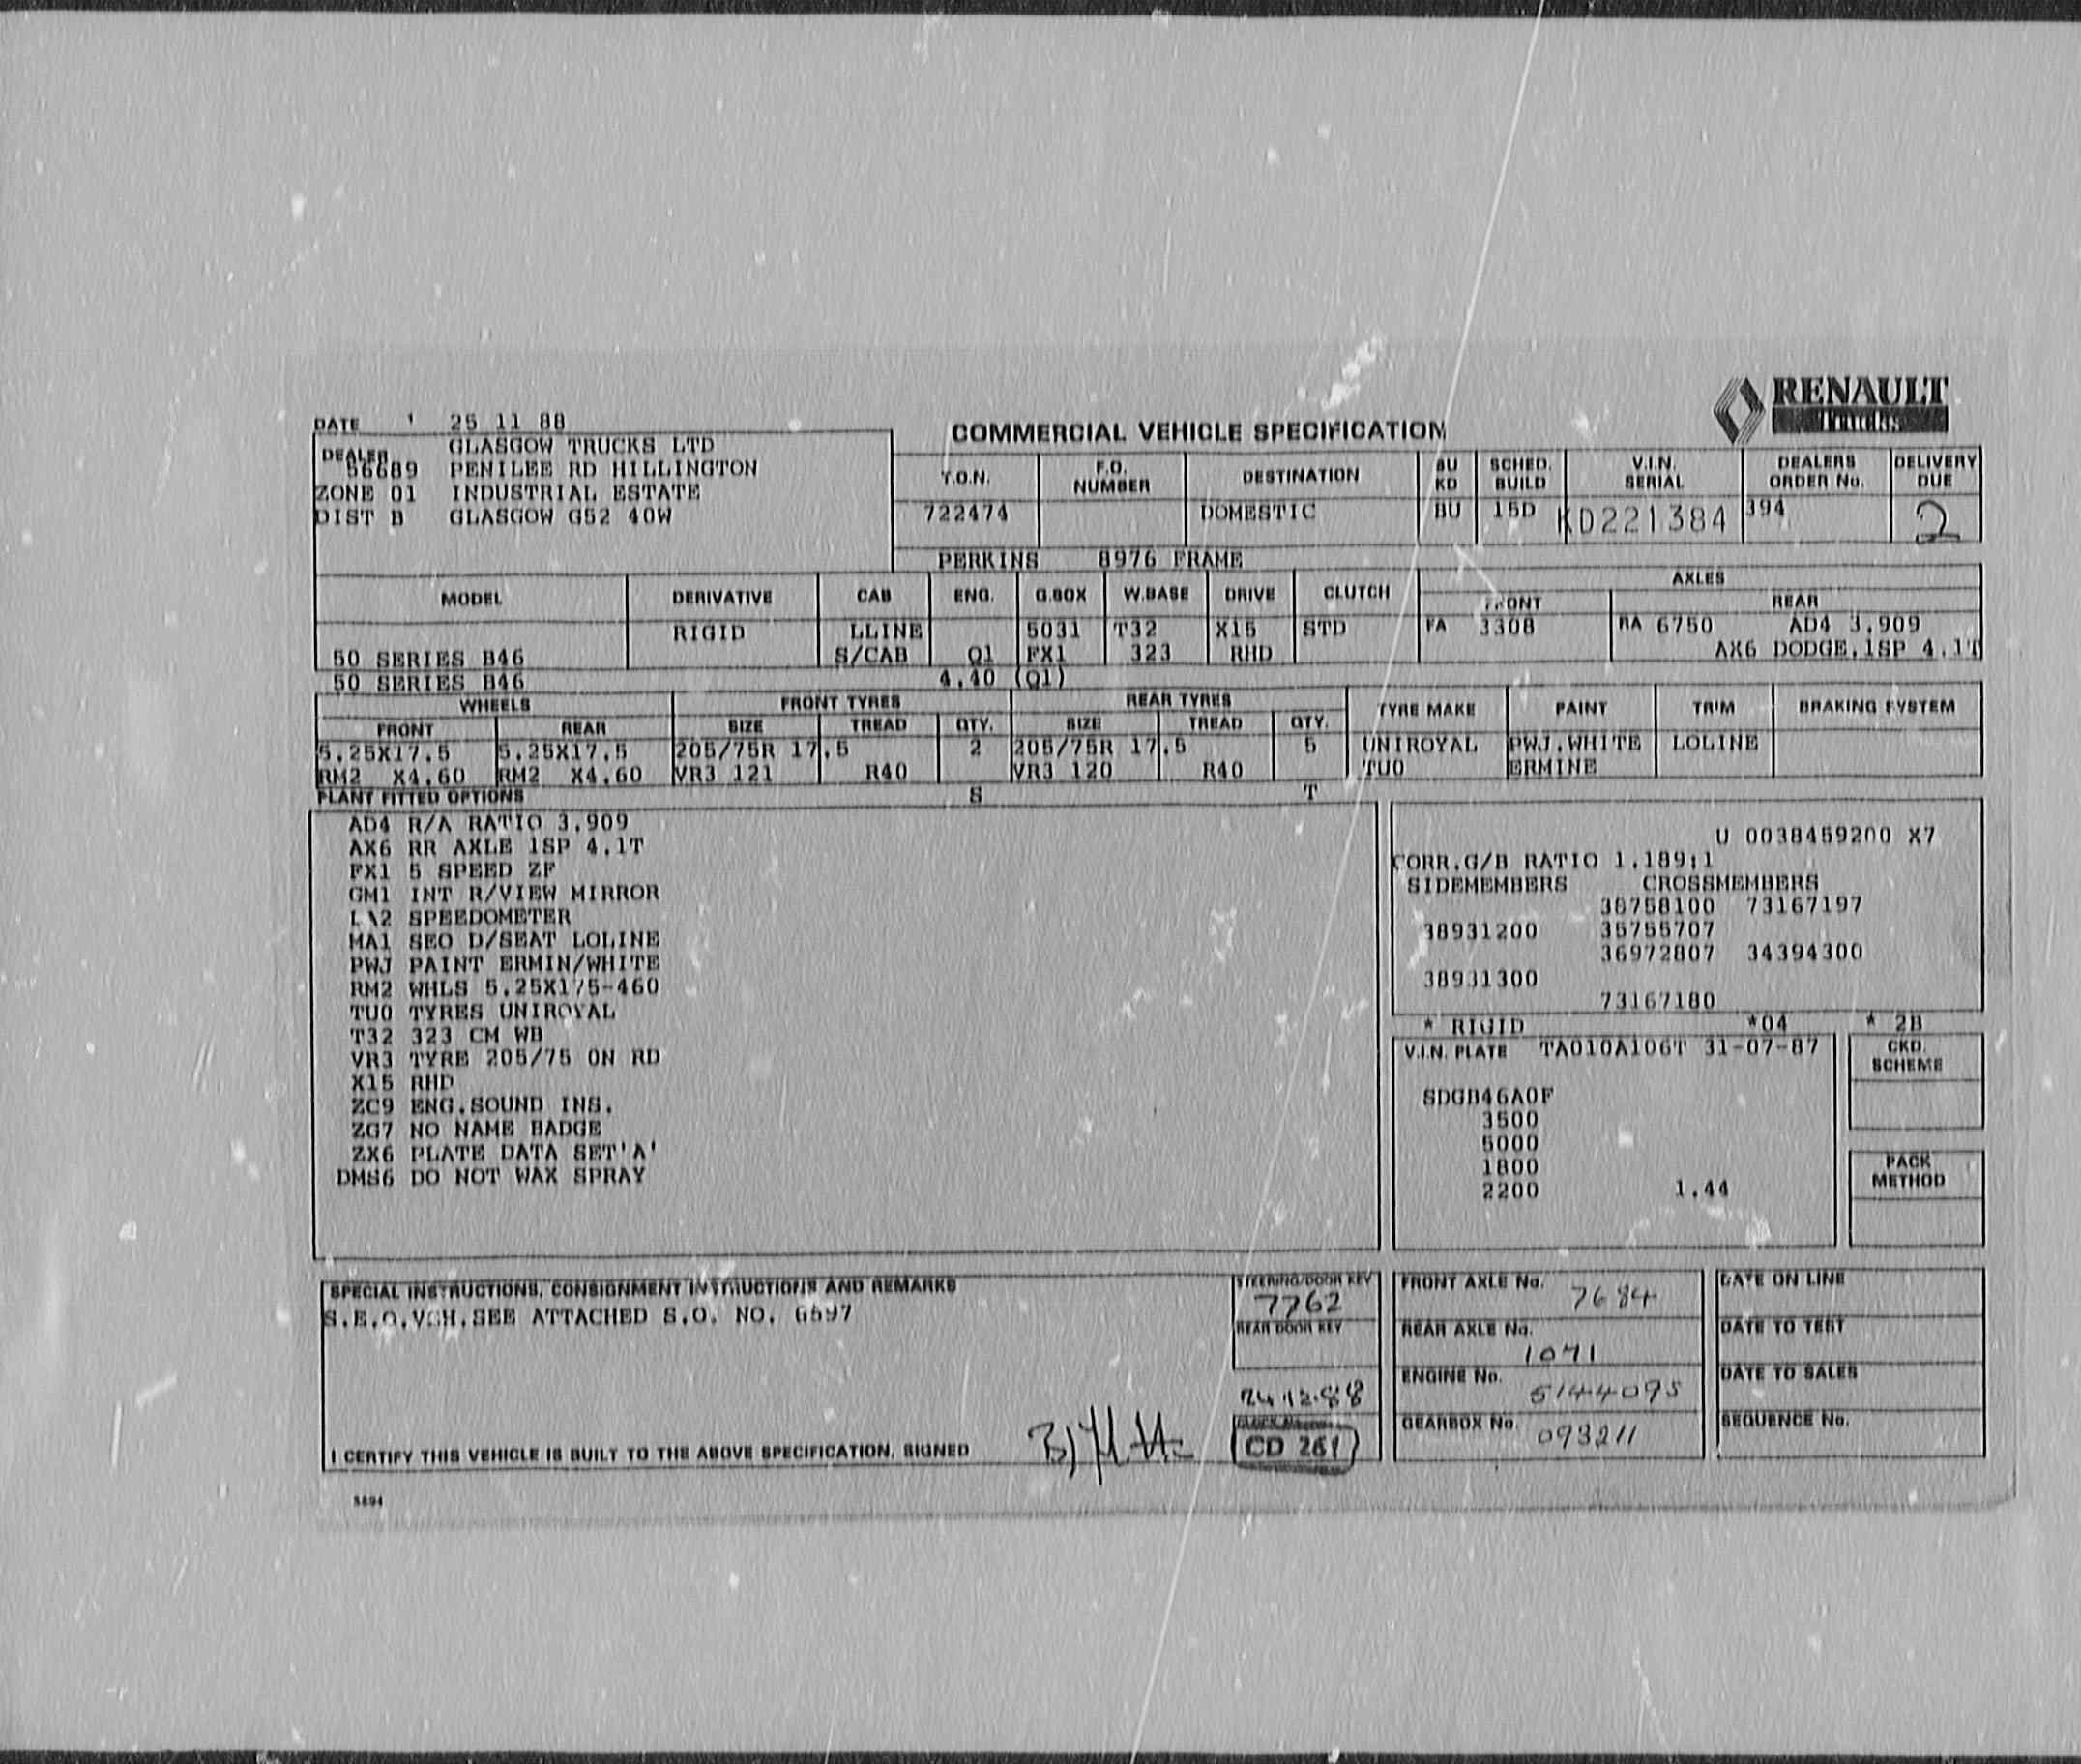 RENAULT
Trucks
DATE ' 25 11 88
COMMERCIAL VEHICLE SPECIFICATION
DEALER GLASGOW TRUCKS LTD
56689 PENILEE RD HILLINGTON
ZONE 01 INDUSTRIAL ESTATE
DIST B GLASGOW G52 4OW
T.O.N. F.O. NUMBER DESTINATION BU KD SCHED. BUILD V.I.N. SERIAL DEALERS ORDER No. DELIVERY DUE
722474 DOMESTIC BU 15D KD221384 394 2
PERKINS 8976 FRAME
AXLES
MODEL DERIVATIVE CAB ENG. G.BOX W.BASE DRIVE CLUTCH FRONT REAR
RIGID LLINE 5031 T32 X15 STD FA 3308 RA 6750 AD4 3.909
50 SERIES B46 S/CAB Q1 FX1 323 RHD AX6 DODGE.1SP 4.1T
50 SERIES B46 4.40 (Q1)
WHEELS FRONT TYRES REAR TYRES TYRE MAKE PAINT TRIM BRAKING SYSTEM
FRONT REAR SIZE TREAD QTY. SIZE TREAD QTY.
5.25X17.5 5.25X17.5 205/75R 17.5 2 205/75R 17.5 5 UNIROYAL PWJ.WHITE LOLINE
RM2 X4.60 RM2 X4.60 VR3 121 R40 VR3 120 R40 TU0 ERMINE
PLANT FITTED OPTIONS S T
AD4 R/A RATIO 3.909
AX6 RR AXLE 1SP 4.1T
FX1 5 SPEED ZF
GM1 INT R/VIEW MIRROR
SPEEDOMETER
MA1 SEO D/SEAT LOLINE
PWJ PAINT ERMIN/WHITE
RM2 WHLS 5.25X175-460
TU0 TYRES UNIROYAL
T32 323 CM WB
VR3 TYRE 205/75 ON RD
X15 RHD
ZC9 ENG.SOUND INS.
ZG7 NO NAME BADGE
ZX6 PLATE DATA SET'A'
DMS6 DO NOT WAX SPRAY
U 0038459200 X7
CORR.G/B RATIO 1.189:1
SIDEMEMBERS CROSSMEMBERS
38758100 73167197
38931200 35755707
36972807 34394300
38931300
73167180
* RIGID *04 * 2B
V.I.N. PLATE TA010A106T 31-07-87
CKD. SCHEME
SDGB46A0F
3500
5000
1800
2200 1.44
PACK METHOD
SPECIAL INSTRUCTIONS, CONSIGNMENT INSTRUCTIONS AND REMARKS
S.E.O.VCH.SEE ATTACHED S.O. NO. 6597
STEERING/DOOR KEY
7762
REAR DOOR KEY
24.12.88
CD 261
I CERTIFY THIS VEHICLE IS BUILT TO THE ABOVE SPECIFICATION. SIGNED
FRONT AXLE No. 7684
REAR AXLE No. 1071
ENGINE No. 5144095
GEARBOX No. 093211
DATE ON LINE
DATE TO TEST
DATE TO SALES
SEQUENCE No.
5894